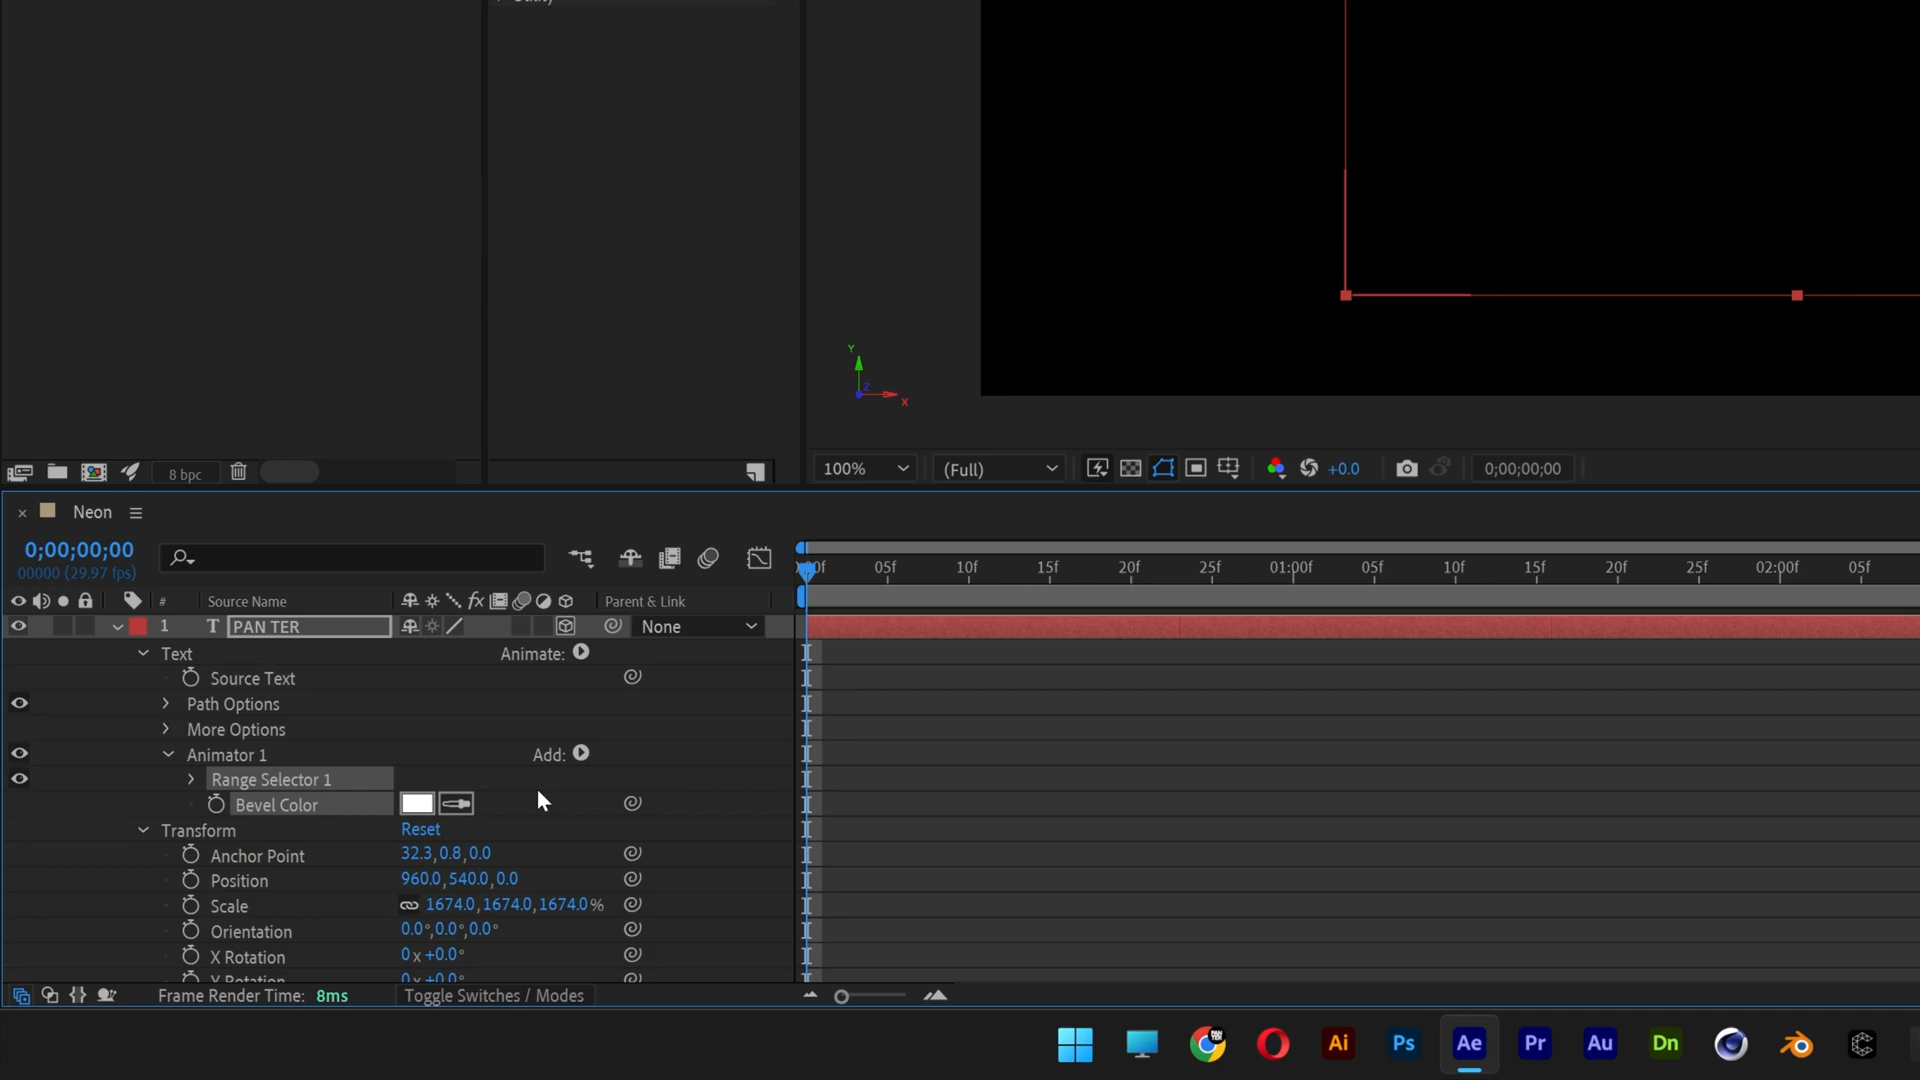 8 bpc
Y
Z
X
100%
(Full)
+0.0
0;00;00;00
Neon
0;00;00;00
00000 (29.97 fps)
05f 10f 15f 20f 25f 01:00f 05f 10f 15f 20f 25f 02:00f 05f
# Source Name fx Parent & Link
1 T PAN TER None
Text Animate:
Source Text
Path Options
More Options
Animator 1 Add:
Range Selector 1
Bevel Color
Transform Reset
Anchor Point 32.3,0.8,0.0
Position 960.0,540.0,0.0
Scale 1674.0,1674.0,1674.0%
Orientation 0.0°,0.0°,0.0°
X Rotation 0x+0.0°
Y Rotation 0x+0.0°
Frame Render Time: 8ms Toggle Switches / Modes
Ai Ps Ae Pr Au Dn